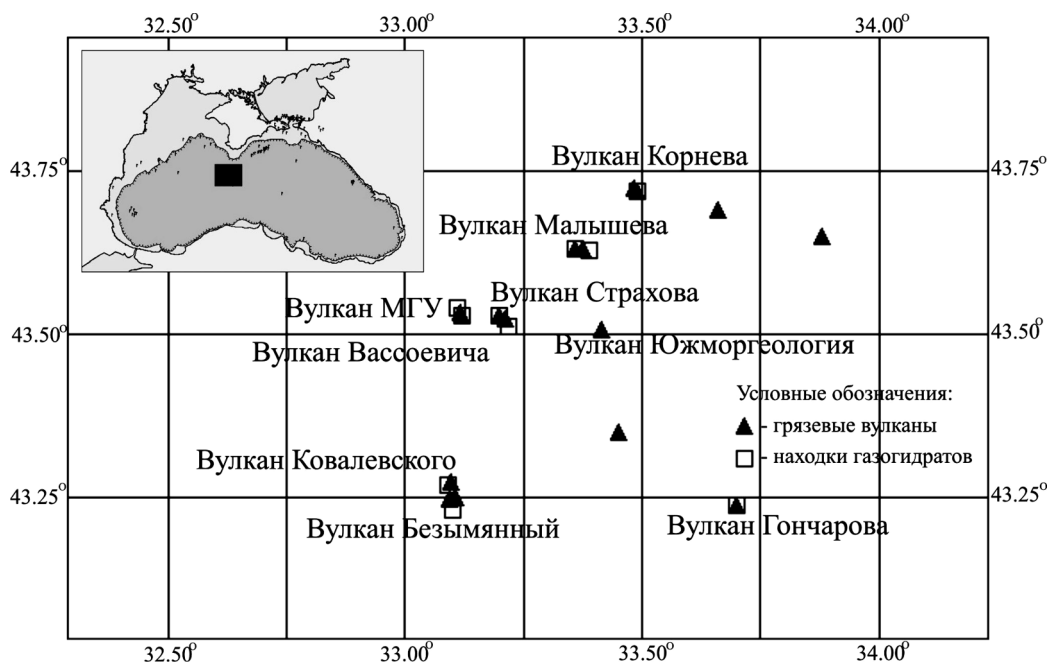 32.50° 33.00° 33.50° 34.00°
Вулкан Корнева
43.75° 43.75°
Вулкан Малышева
Вулкан Страхова
Вулкан МГУ
43.50° 43.50°
Вулкан Вассоевича
Вулкан Южморгеология
Условные обозначения:
- грязевые вулканы
- находки газогидратов
Вулкан Ковалевского
43.25° 43.25°
Вулкан Безымянный
Вулкан Гончарова
32.50° 33.00° 33.50° 34.00°